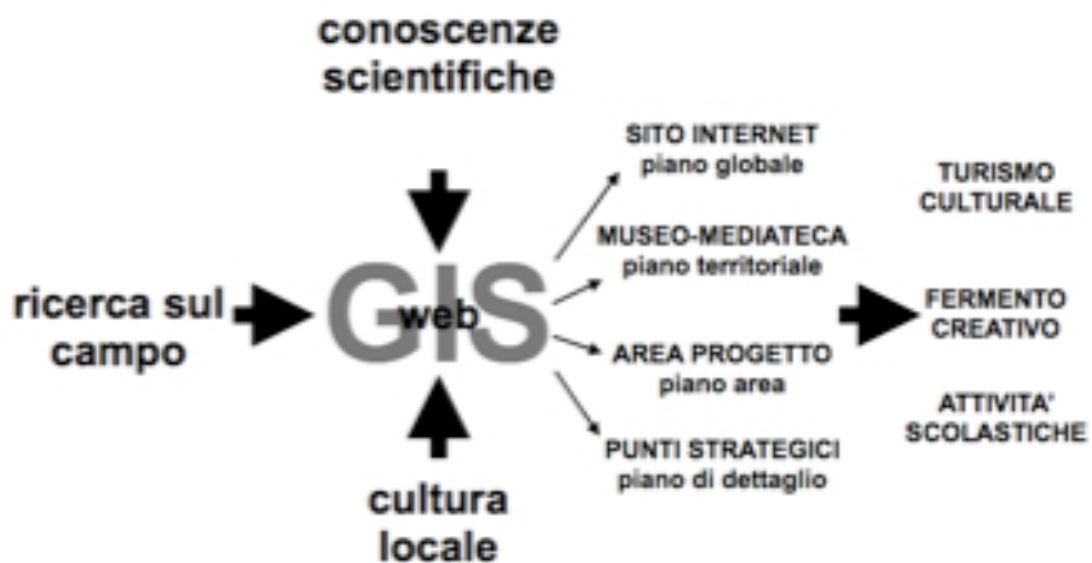 conoscenze
scientifiche
ricerca sul
campo
GIS
web
cultura
locale
SITO INTERNET
piano globale
MUSEO-MEDIATECA
piano territoriale
AREA PROGETTO
piano area
PUNTI STRATEGICI
piano di dettaglio
TURISMO
CULTURALE
FERMENTO
CREATIVO
ATTIVITA'
SCOLASTICHE